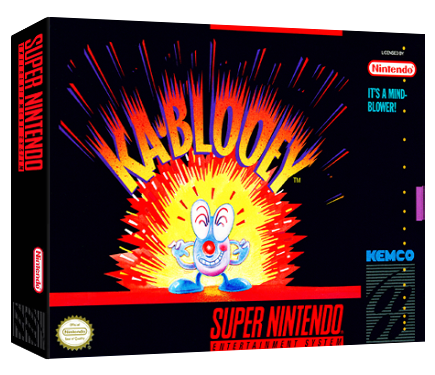 SUPER NINTENDO
Nintendo
KA·BLOOEY
TM
LICENSED BY
Nintendo
IT'S A MIND-
BLOWER!
KEMCO
SUPER NINTENDO
ENTERTAINMENT SYSTEM